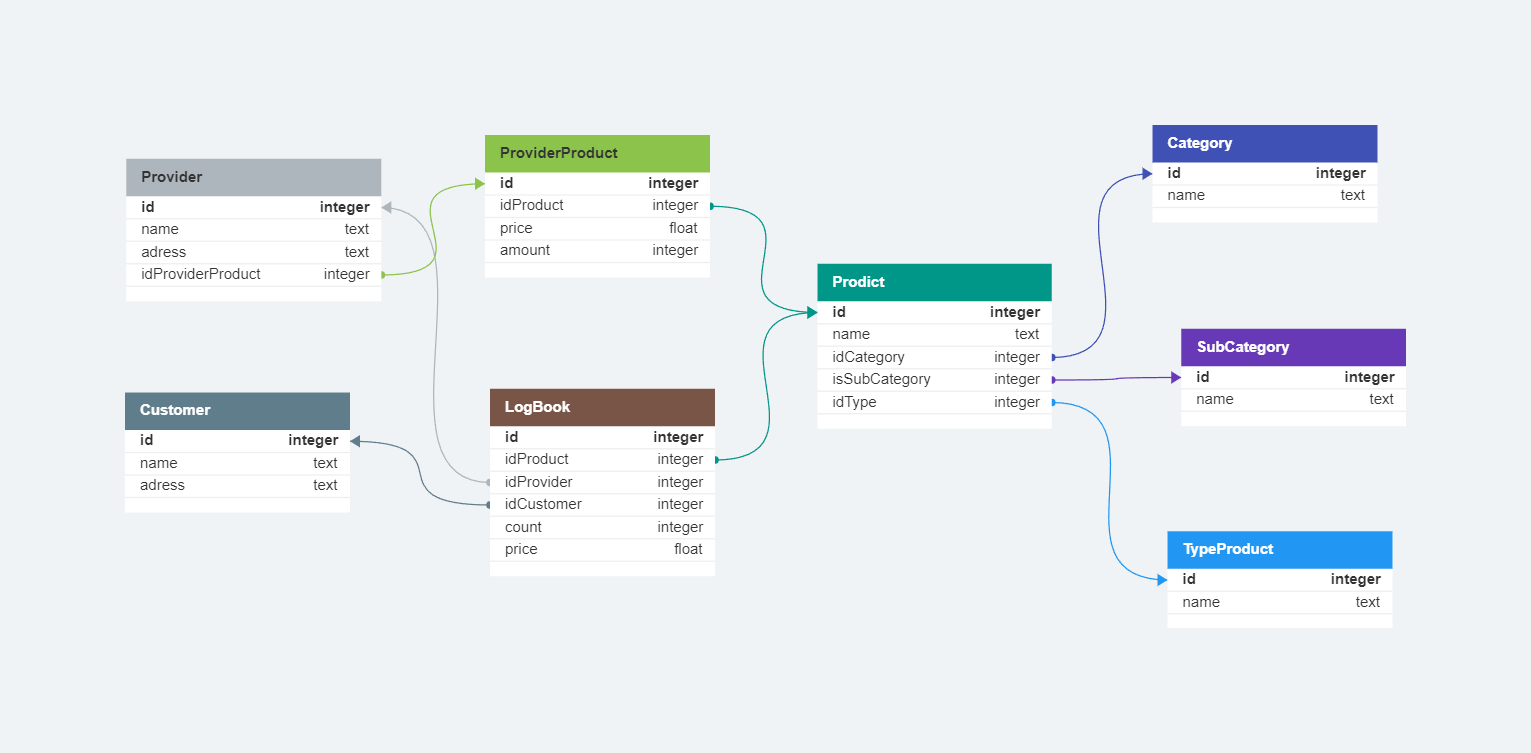 Provider
id integer
name text
adress text
idProviderProduct integer
ProviderProduct
id integer
idProduct integer
price float
amount integer
Customer
id integer
name text
adress text
LogBook
id integer
idProduct integer
idProvider integer
idCustomer integer
count integer
price float
Prodict
id integer
name text
idCategory integer
isSubCategory integer
idType integer
Category
id integer
name text
SubCategory
id integer
name text
TypeProduct
id integer
name text